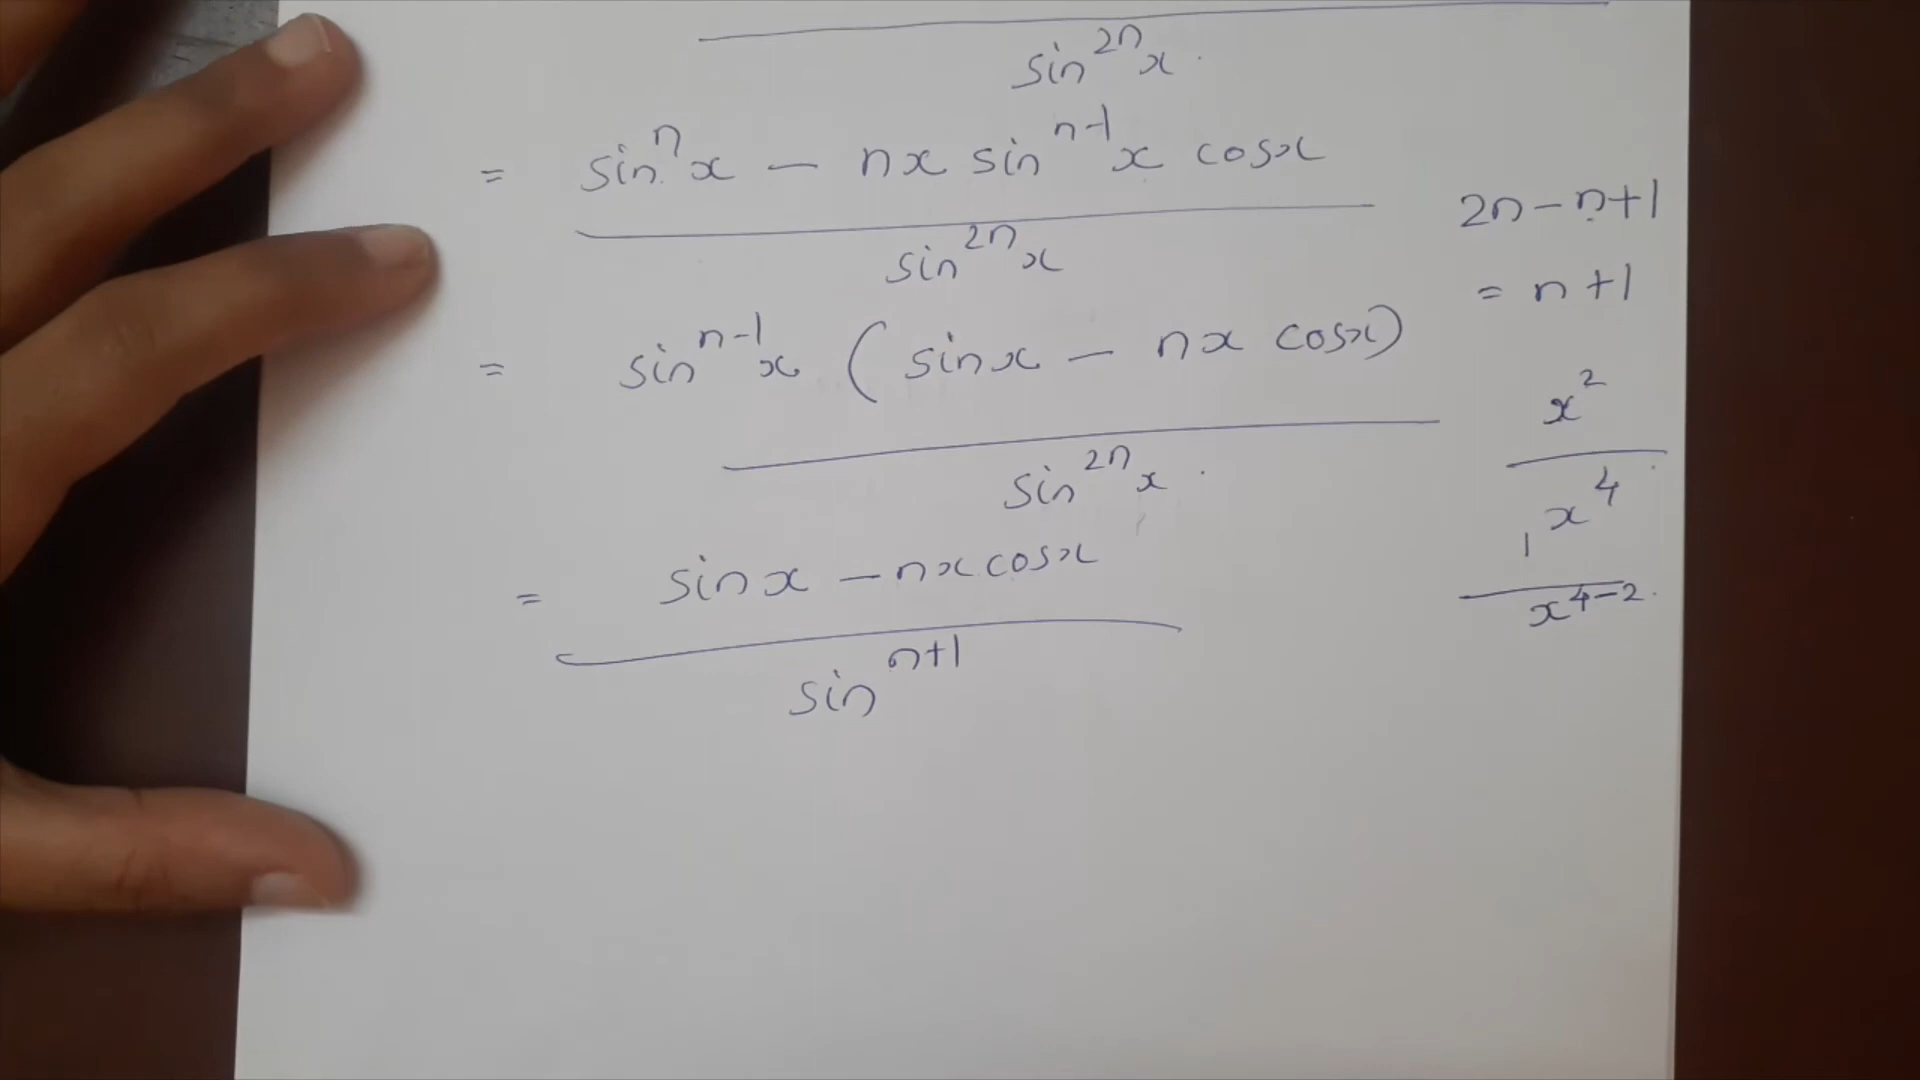 sin^{2n} x.
= sin^n x - nx sin^{n-1} x cosx
sin^{2n} x
= sin^{n-1} x ( sinx - nx cosx)
sin^{2n} x.
= sinx - nx cosx
sin^{n+1}
2n - n+1
= n+1
x^2
x^4
1
x^{4-2}.